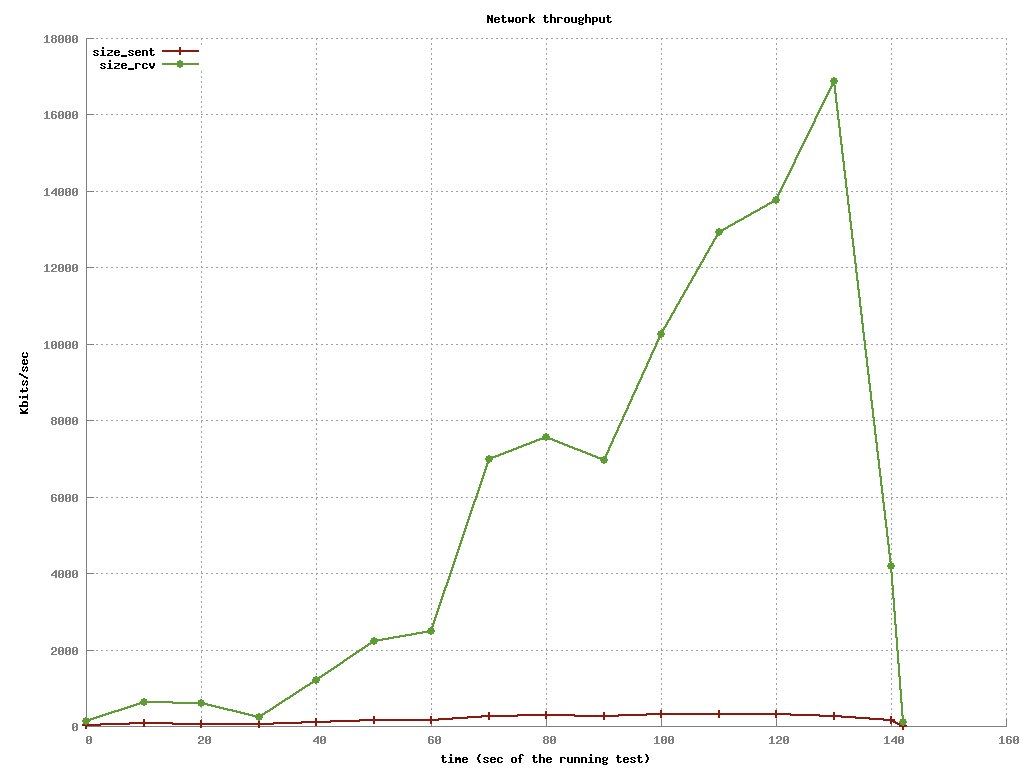 Network throughput
18000
size_sent
size_rcv
16000
14000
12000
10000
Kbits/sec
8000
6000
4000
2000
0
0 20 40 60 80 100 120 140 160
time (sec of the running test)